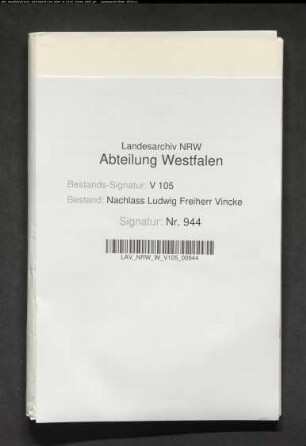 Landesarchiv NRW
Abteilung Westfalen
Bestands-Signatur: V 105
Bestand: Nachlass Ludwig Freiherr Vincke
Signatur: Nr. 944
LAV_NRW_W_V105_00944